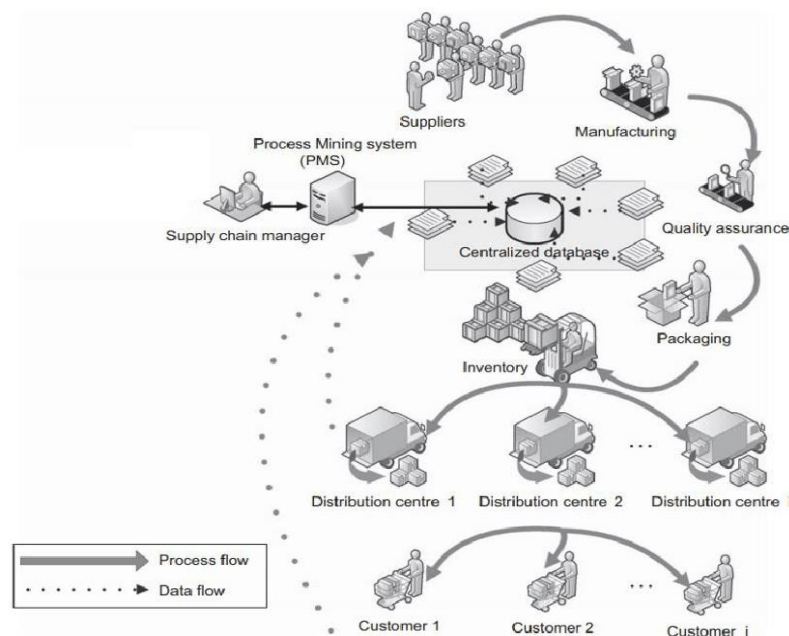 Suppliers
Manufacturing
Process Mining system
(PMS)
Supply chain manager
Centralized database
Quality assurance
Packaging
Inventory
Distribution centre 1
Distribution centre 2
Distribution centre
Process flow
Data flow
Customer 1
Customer 2
Customer i